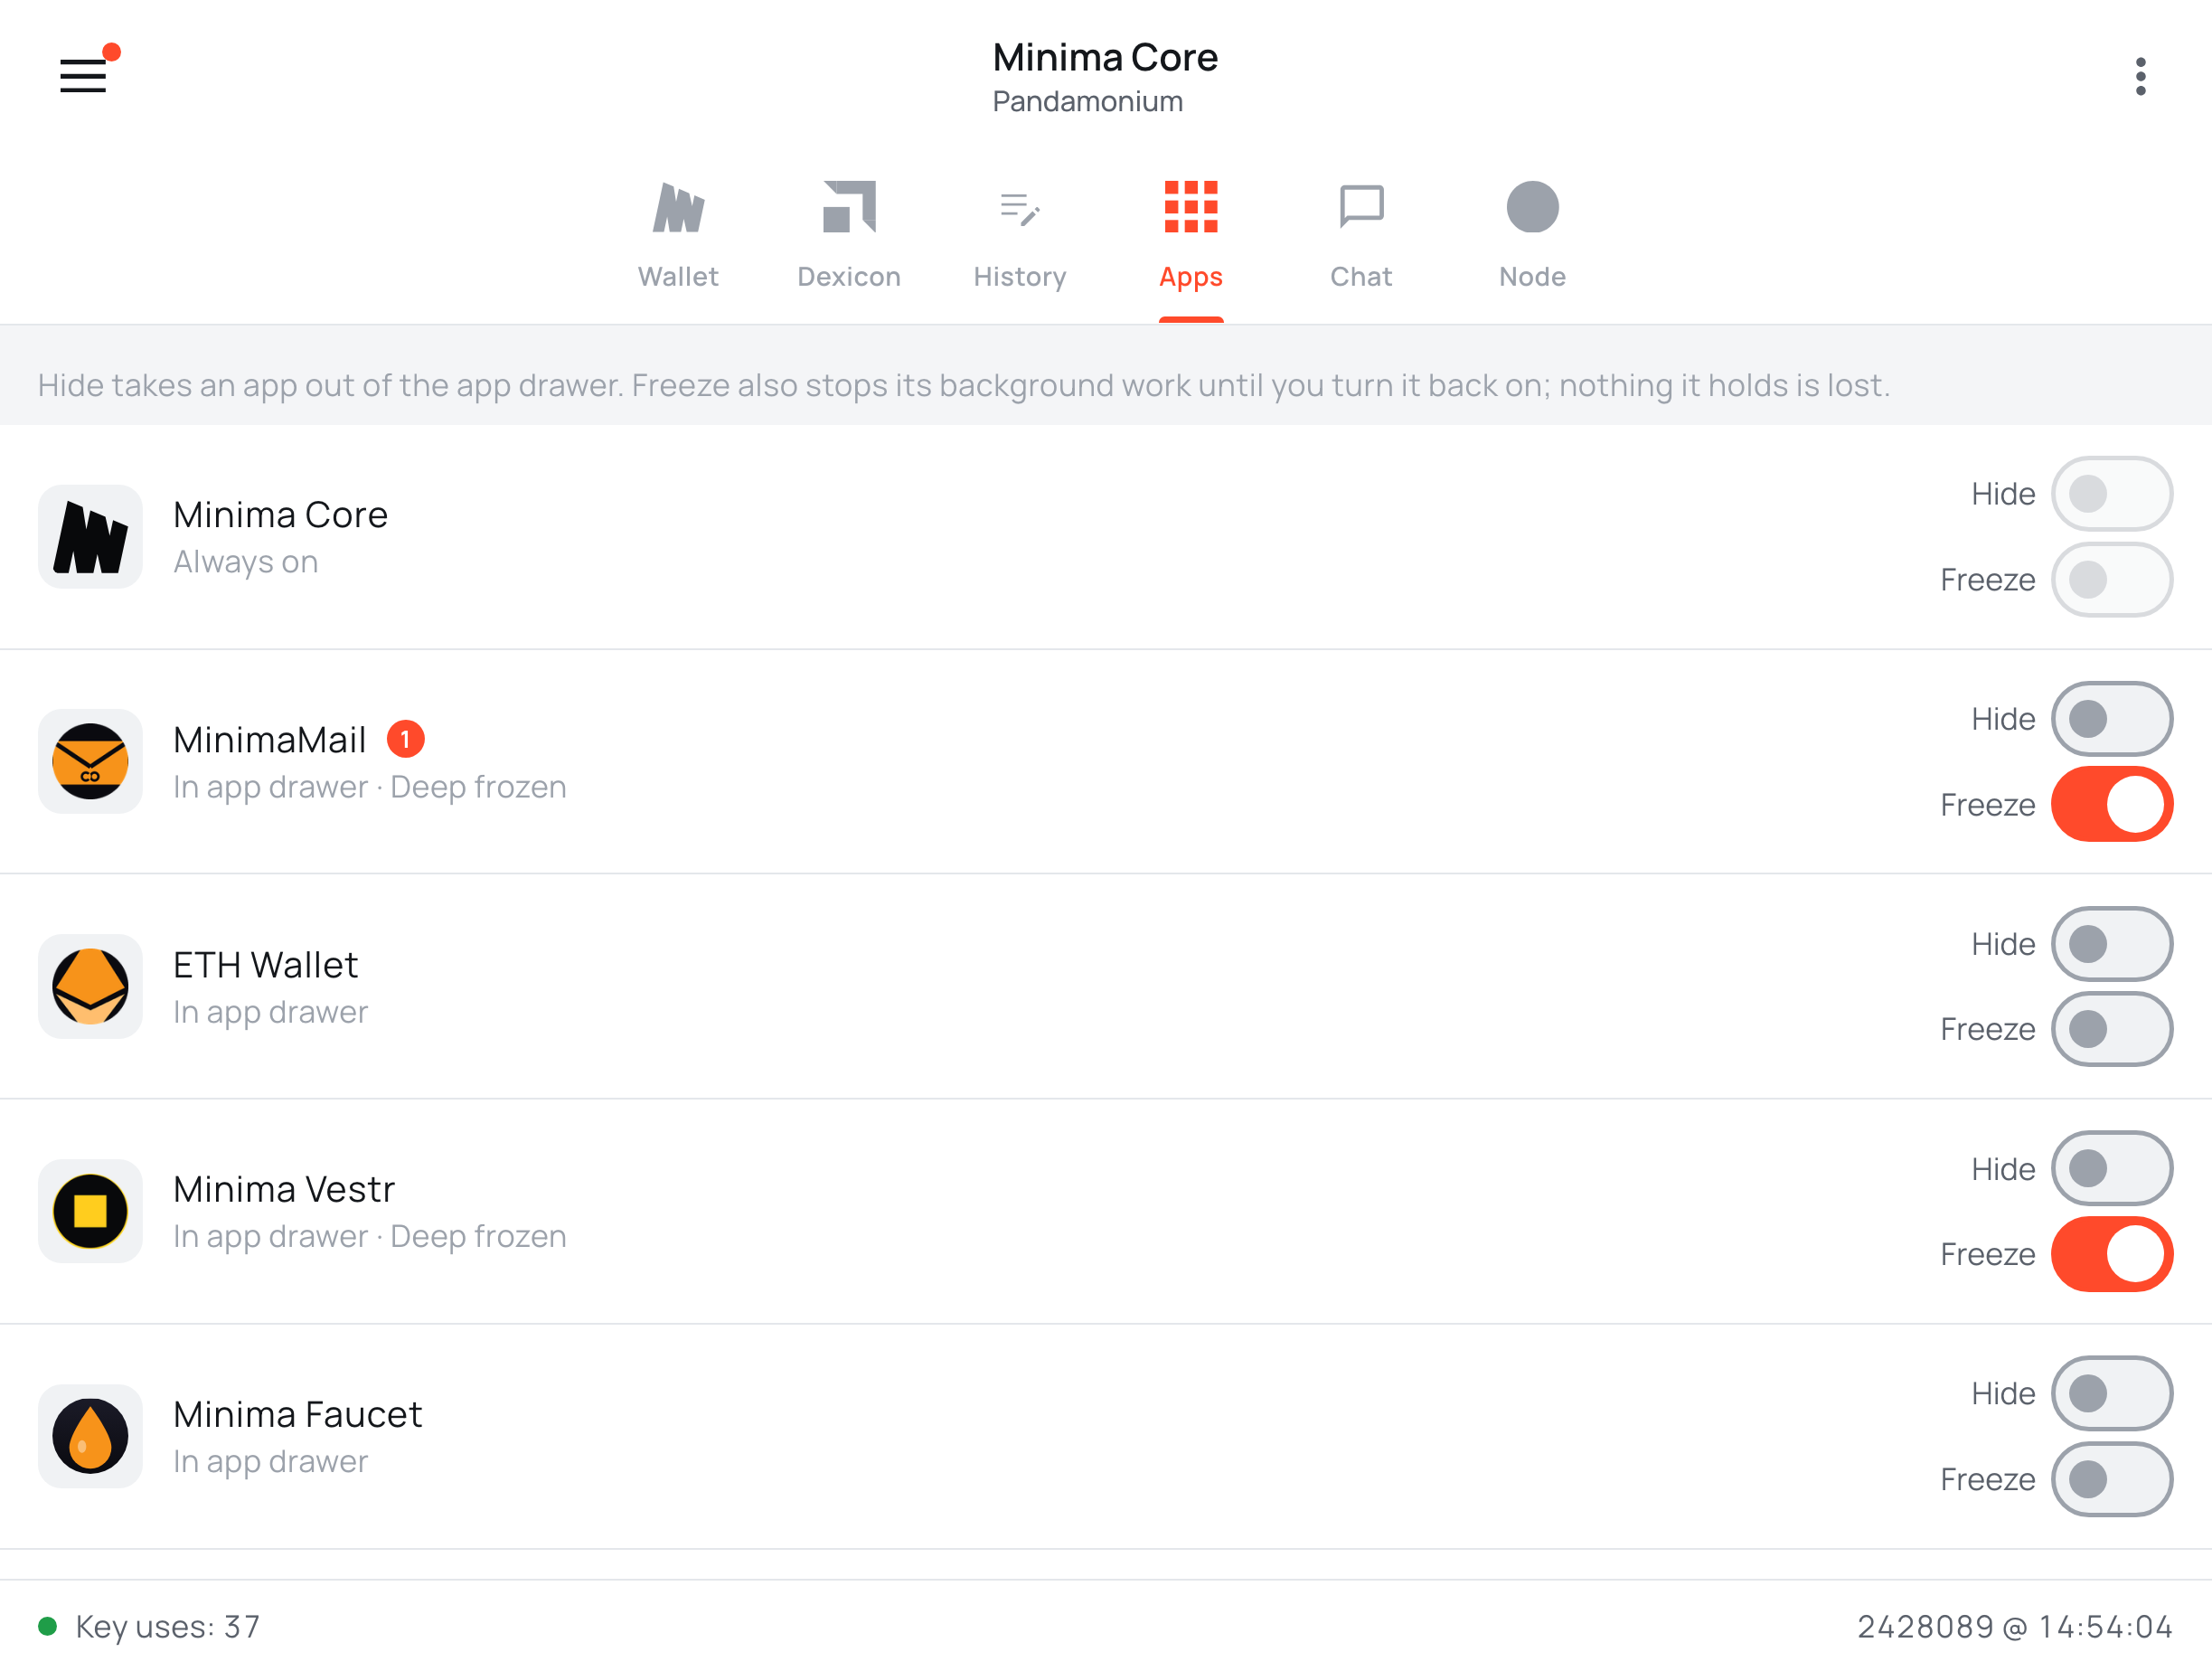 Minima Core
Pandamonium
Wallet
Dexicon
History
Apps
Chat
Node
Hide takes an app out of the app drawer. Freeze also stops its background work until you turn it back on; nothing it holds is lost.
Minima Core
Always on
Hide
Freeze
MinimaMail 1
In app drawer · Deep frozen
CO
Hide
Freeze
ETH Wallet
In app drawer
Hide
Freeze
Minima Vestr
In app drawer · Deep frozen
Hide
Freeze
Minima Faucet
In app drawer
Hide
Freeze
Key uses: 37
2428089 @ 14:54:04